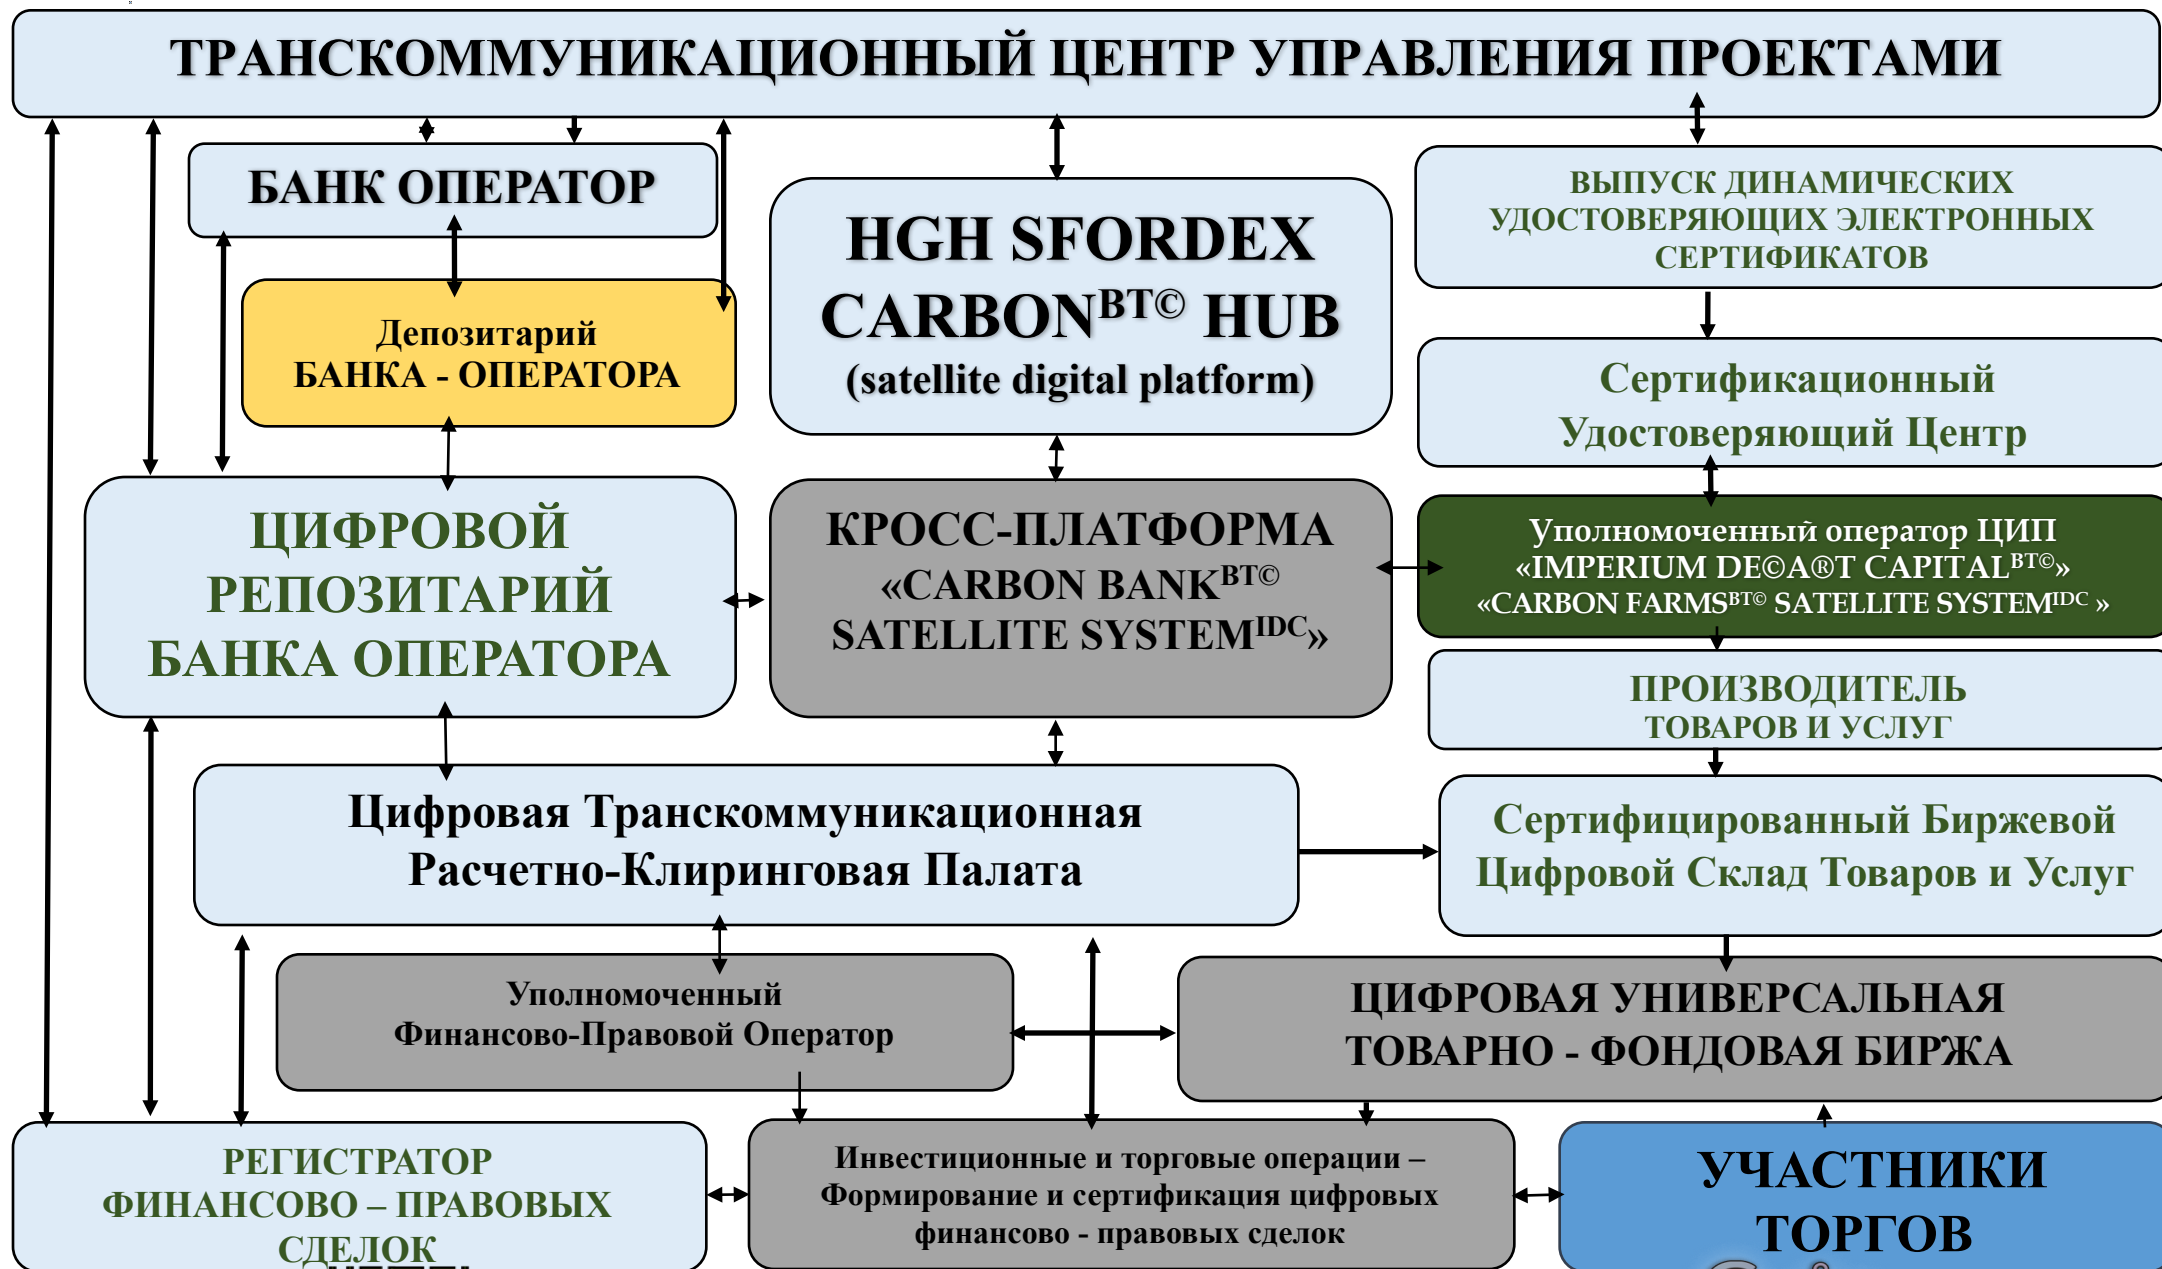 ТРАНСКОММУНИКАЦИОННЫЙ ЦЕНТР УПРАВЛЕНИЯ ПРОЕКТАМИ
БАНК ОПЕРАТОР
Депозитарий
БАНКА - ОПЕРАТОРА
ЦИФРОВОЙ
РЕПОЗИТАРИЙ
БАНКА ОПЕРАТОРА
HGH SFORDEX
CARBONᴮᵀ© HUB
(satellite digital platform)
КРОСС-ПЛАТФОРМА
«CARBON BANKᴮᵀ©
SATELLITE SYSTEMᴵᴰC»
ВЫПУСК ДИНАМИЧЕСКИХ
УДОСТОВЕРЯЮЩИХ ЭЛЕКТРОННЫХ
СЕРТИФИКАТОВ
Сертификационный
Удостоверяющий Центр
Уполномоченный оператор ЦИП
«IMPERIUM DE©A®T CAPITALᴮᵀ©»
«CARBON FARMSᴮᵀ© SATELLITE SYSTEMᴵᴰC »
ПРОИЗВОДИТЕЛЬ
ТОВАРОВ И УСЛУГ
Цифровая Транскоммуникационная
Расчетно-Клиринговая Палата
Сертифицированный Биржевой
Цифровой Склад Товаров и Услуг
Уполномоченный
Финансово-Правовой Оператор
ЦИФРОВАЯ УНИВЕРСАЛЬНАЯ
ТОВАРНО - ФОНДОВАЯ БИРЖА
РЕГИСТРАТОР
ФИНАНСОВО – ПРАВОВЫХ
СДЕЛОК
Инвестиционные и торговые операции –
Формирование и сертификация цифровых
финансово - правовых сделок
УЧАСТНИКИ
ТОРГОВ